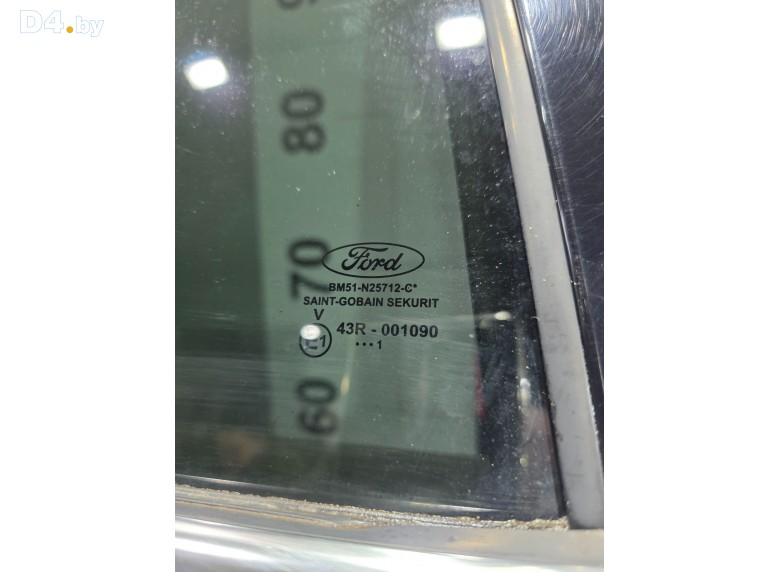 D4.by
80
70
60
Ford
BM51-N25712-C*
SAINT-GOBAIN SEKURIT
V
43R - 001090
E1
•••1